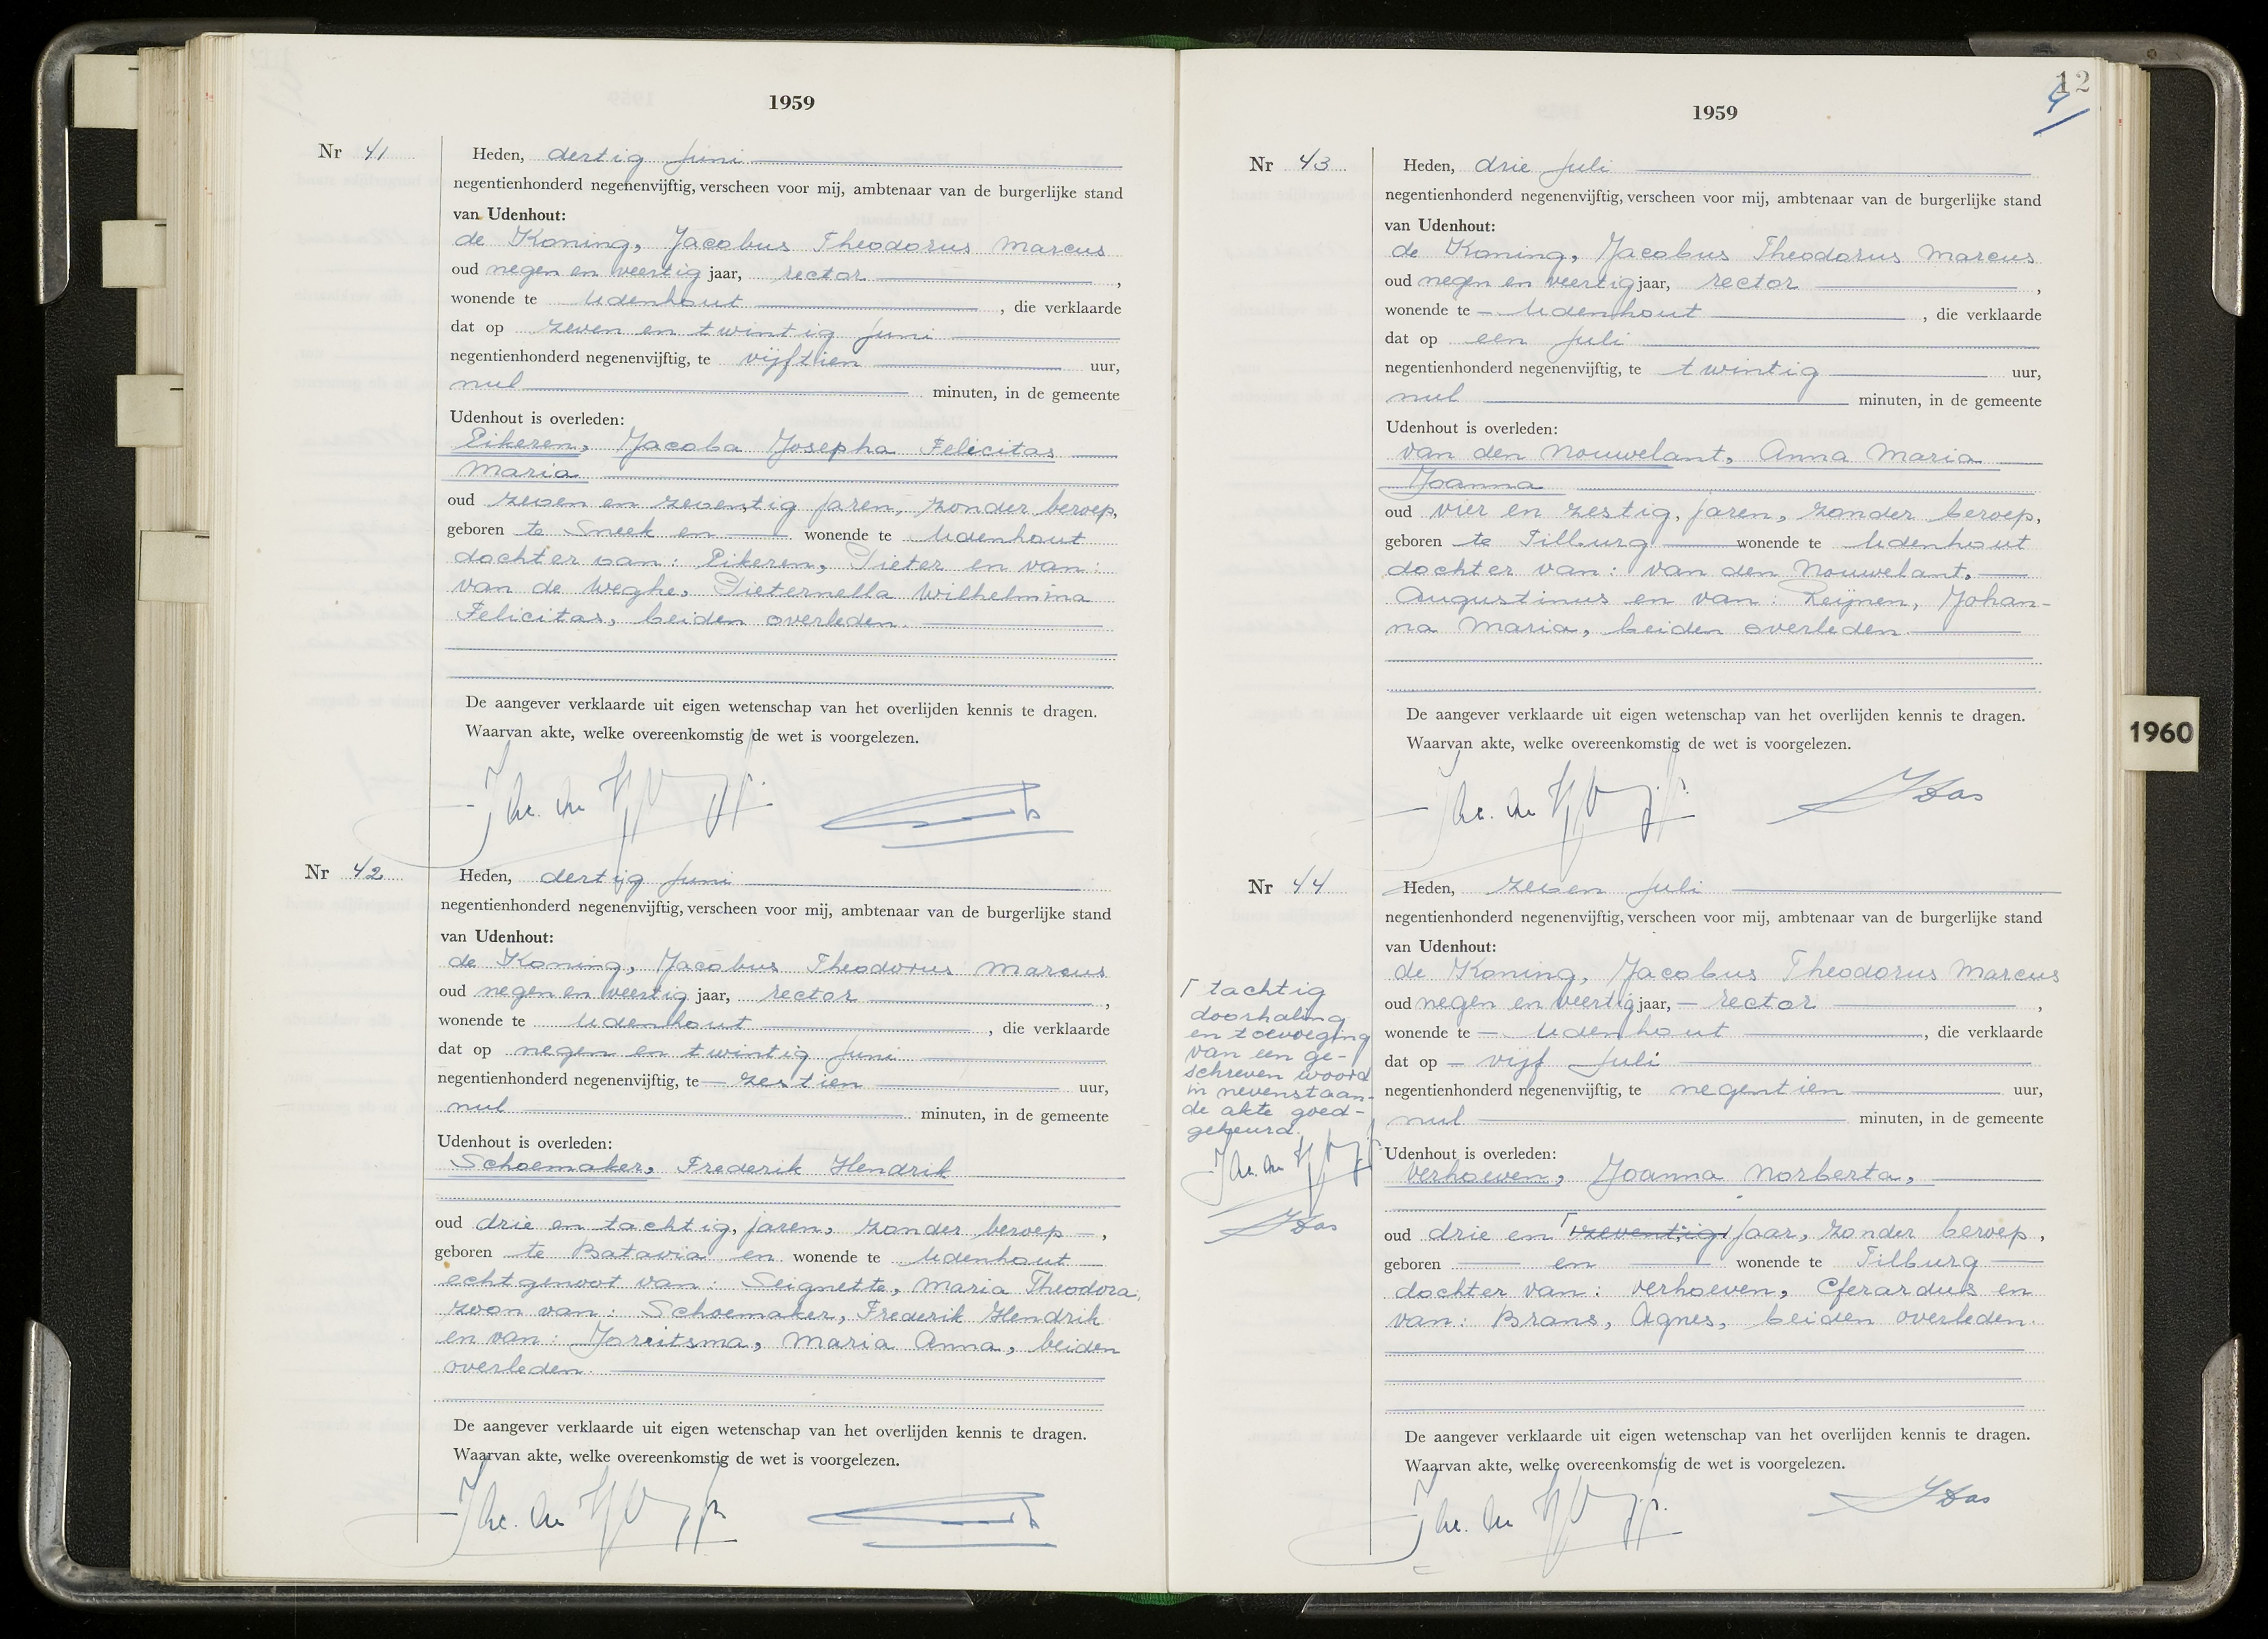 1959
Nr 41
Heden, dertig juni
negentienhonderd negenenvijftig, verscheen voor mij, ambtenaar van de burgerlijke stand
van Udenhout:
de Koning, Jacobus Theodorus Marcus
oud negen en veertig jaar, rector ,
wonende te Udenhout , die verklaarde
dat op zeven en twintig juni
negentienhonderd negenenvijftig, te vijftien uur,
nul minuten, in de gemeente
Udenhout is overleden:
Eikeren, Jacoba Josepha Felicitas
Maria
oud zeven en zeventig jaren, zonder beroep,
geboren te Sneek en wonende te Udenhout
dochter van: Eikeren, Pieter en van:
van de Weghe, Pieternella Wilhelmina
Felicitas, beiden overleden.
De aangever verklaarde uit eigen wetenschap van het overlijden kennis te dragen.
Waarvan akte, welke overeenkomstig de wet is voorgelezen.
Nr 42
Heden, dertig juni
negentienhonderd negenenvijftig, verscheen voor mij, ambtenaar van de burgerlijke stand
van Udenhout:
de Koning, Jacobus Theodorus Marcus
oud negen en veertig jaar, rector ,
wonende te Udenhout , die verklaarde
dat op negen en twintig juni
negentienhonderd negenenvijftig, te zestien uur,
nul minuten, in de gemeente
Udenhout is overleden:
Schoemaker, Frederik Hendrik
oud drie en tachtig, jaren, zonder beroep ,
geboren te Batavia en wonende te Udenhout
echtgenoot van: Seignette, Maria Theodora,
zoon van: Schoemaker, Frederik Hendrik
en van: Jorritsma, Maria Anna, beiden
overleden.
De aangever verklaarde uit eigen wetenschap van het overlijden kennis te dragen.
Waarvan akte, welke overeenkomstig de wet is voorgelezen.
12
1959
Nr 43
Heden, drie juli
negentienhonderd negenenvijftig, verscheen voor mij, ambtenaar van de burgerlijke stand
van Udenhout:
de Koning, Jacobus Theodorus Marcus
oud negen en veertig jaar, rector ,
wonende te Udenhout , die verklaarde
dat op een juli
negentienhonderd negenenvijftig, te twintig uur,
nul minuten, in de gemeente
Udenhout is overleden:
van den Nouwelant, Anna Maria
Joanna
oud vier en zestig, jaren, zonder beroep,
geboren te Tilburg wonende te Udenhout
dochter van: van den Nouwelant,
Augustinus en van: Reijnen, Johan-
na Maria, beiden overleden
De aangever verklaarde uit eigen wetenschap van het overlijden kennis te dragen.
Waarvan akte, welke overeenkomstig de wet is voorgelezen.
JDas
Nr 44
Heden, zeven juli
negentienhonderd negenenvijftig, verscheen voor mij, ambtenaar van de burgerlijke stand
van Udenhout:
de Koning, Jacobus Theodorus Marcus
oud negen en veertig jaar, rector ,
wonende te Udenhout , die verklaarde
dat op vijf juli
negentienhonderd negenenvijftig, te negentien uur,
nul minuten, in de gemeente
Udenhout is overleden:
Verhoeven, Joanna Norberta,
oud drie en zeventig jaar, zonder beroep,
geboren en wonende te Tilburg
dochter van: Verhoeven, Gerardus en
van: Brans, Agnes, beiden overleden.
De aangever verklaarde uit eigen wetenschap van het overlijden kennis te dragen.
Waarvan akte, welke overeenkomstig de wet is voorgelezen.
JDas
tachtig
doorhaling
en toevoeging
van een ge-
schreven woord
in nevenstaan-
de akte goed-
gekeurd.
JDas
1960